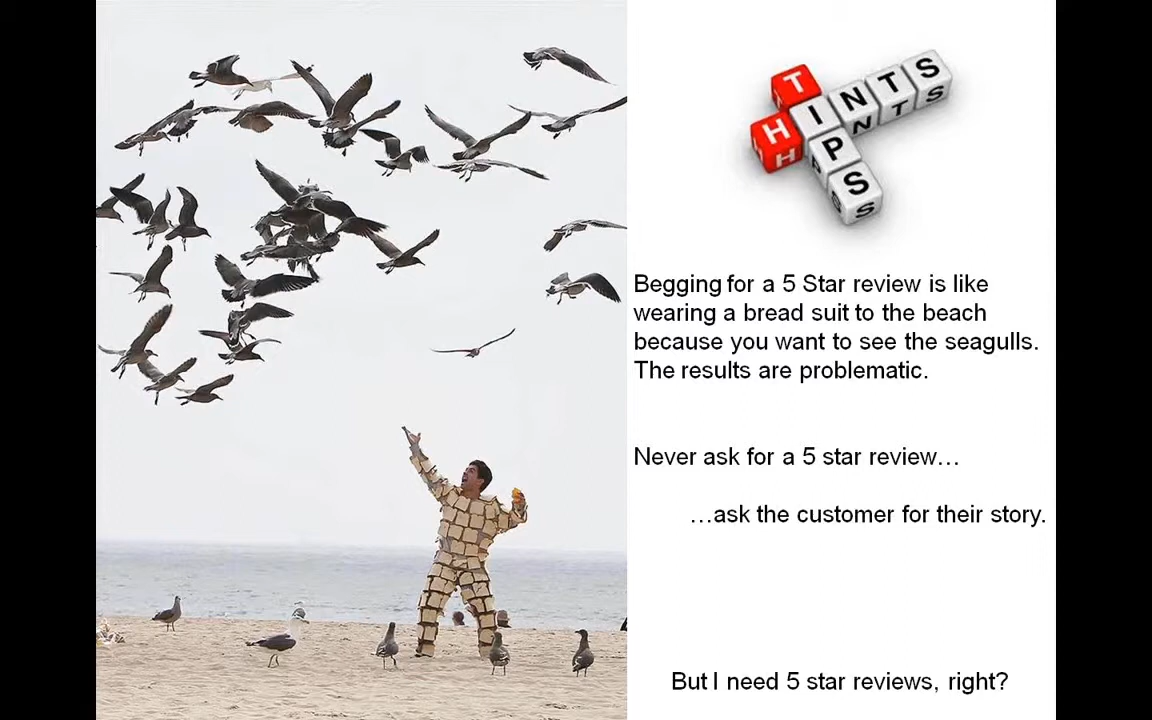 HINTS
TIPS
Begging for a 5 Star review is like
wearing a bread suit to the beach
because you want to see the seagulls.
The results are problematic.
Never ask for a 5 star review…
…ask the customer for their story.
But I need 5 star reviews, right?